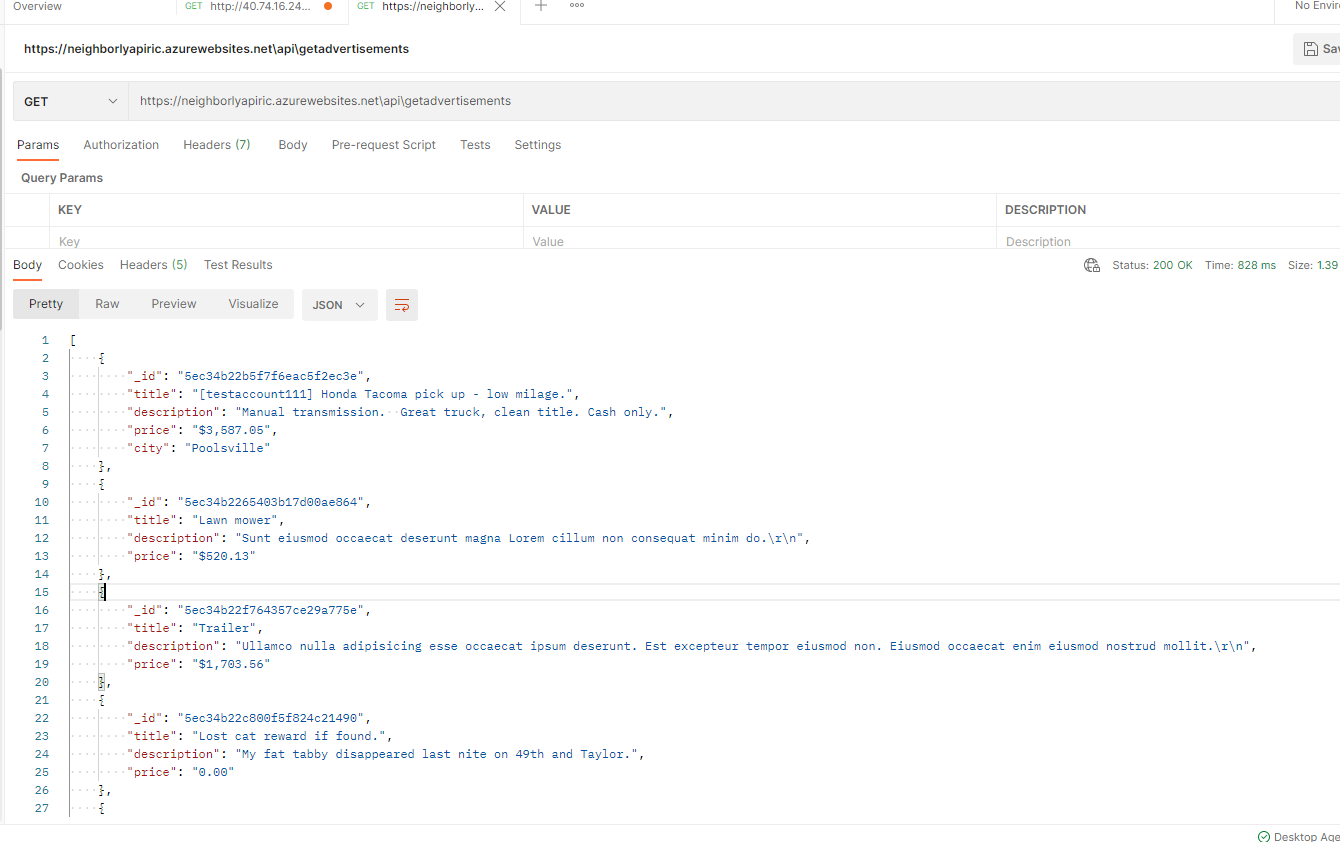 Overview GET http://40.74.16.24... GET https://neighborly... No Envir
https://neighborlyapiric.azurewebsites.net\api\getadvertisements Sav
GET https://neighborlyapiric.azurewebsites.net\api\getadvertisements
Params Authorization Headers (7) Body Pre-request Script Tests Settings
Query Params
KEY VALUE DESCRIPTION
Key Value Description
Body Cookies Headers (5) Test Results Status: 200 OK Time: 828 ms Size: 1.39
Pretty Raw Preview Visualize JSON
1 [
2 {
3 "_id": "5ec34b22b5f7f6eac5f2ec3e",
4 "title": "[testaccount111] Honda Tacoma pick up - low milage.",
5 "description": "Manual transmission.  Great truck, clean title. Cash only.",
6 "price": "$3,587.05",
7 "city": "Poolsville"
8 },
9 {
10 "_id": "5ec34b2265403b17d00ae864",
11 "title": "Lawn mower",
12 "description": "Sunt eiusmod occaecat deserunt magna Lorem cillum non consequat minim do.\r\n",
13 "price": "$520.13"
14 },
15 {
16 "_id": "5ec34b22f764357ce29a775e",
17 "title": "Trailer",
18 "description": "Ullamco nulla adipisicing esse occaecat ipsum deserunt. Est excepteur tempor eiusmod non. Eiusmod occaecat enim eiusmod nostrud mollit.\r\n",
19 "price": "$1,703.56"
20 },
21 {
22 "_id": "5ec34b22c800f5f824c21490",
23 "title": "Lost cat reward if found.",
24 "description": "My fat tabby disappeared last nite on 49th and Taylor.",
25 "price": "0.00"
26 },
27 {
Desktop Age